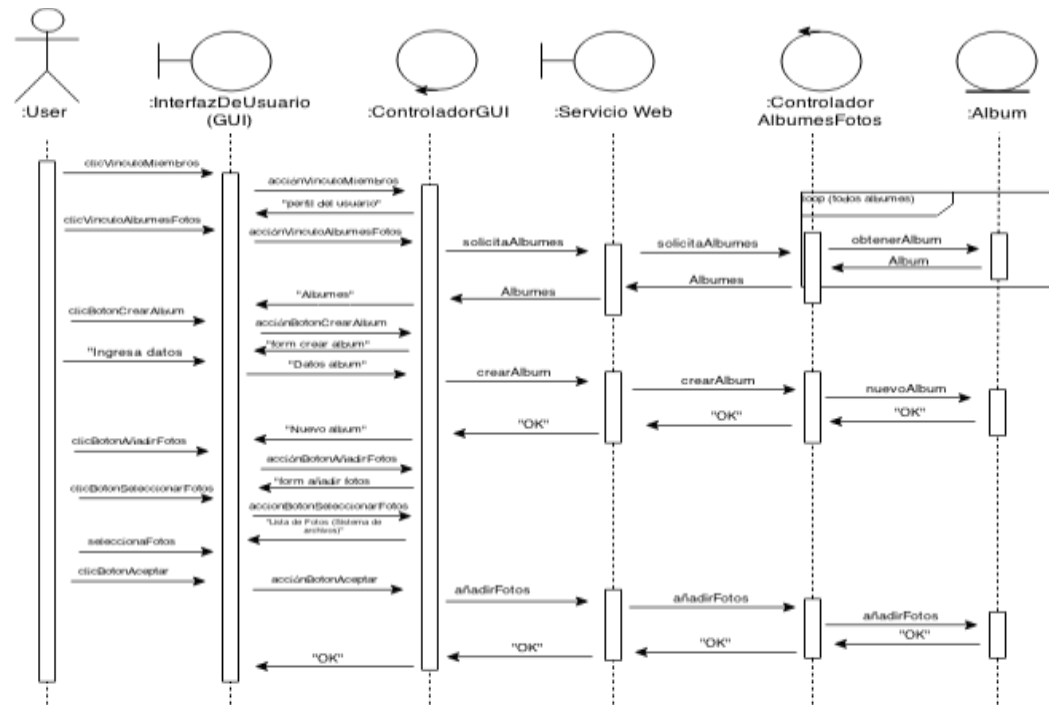 :User
:InterfazDeUsuario
(GUI)
:ControladorGUI
:Servicio Web
:Controlador
AlbumesFotos
:Album
clicVinculoMiembros
acciónVinculoMiembros
"perfil del usuario"
loop (todos albumes)
clicVinculoAlbumesFotos
acciónVinculoAlbumesFotos
solicitaAlbumes
solicitaAlbumes
obtenerAlbum
Album
Albumes
Albumes
"Albumes"
clicBotonCrearAlbum
acciónBotonCrearAlbum
"form crear album"
"Ingresa datos
"Datos album"
crearAlbum
crearAlbum
nuevoAlbum
"OK"
"OK"
"OK"
"Nuevo album"
clicBotonAñadirFotos
acciónBotonAñadirFotos
"form añadir fotos
clicBotonSeleccionarFotos
accionBotonSeleccionarFotos
"Lista de Fotos (Sistema de
archivos)"
seleccionaFotos
clicBotonAceptar
acciónBotonAceptar
añadirFotos
añadirFotos
añadirFotos
"OK"
"OK"
"OK"
"OK"